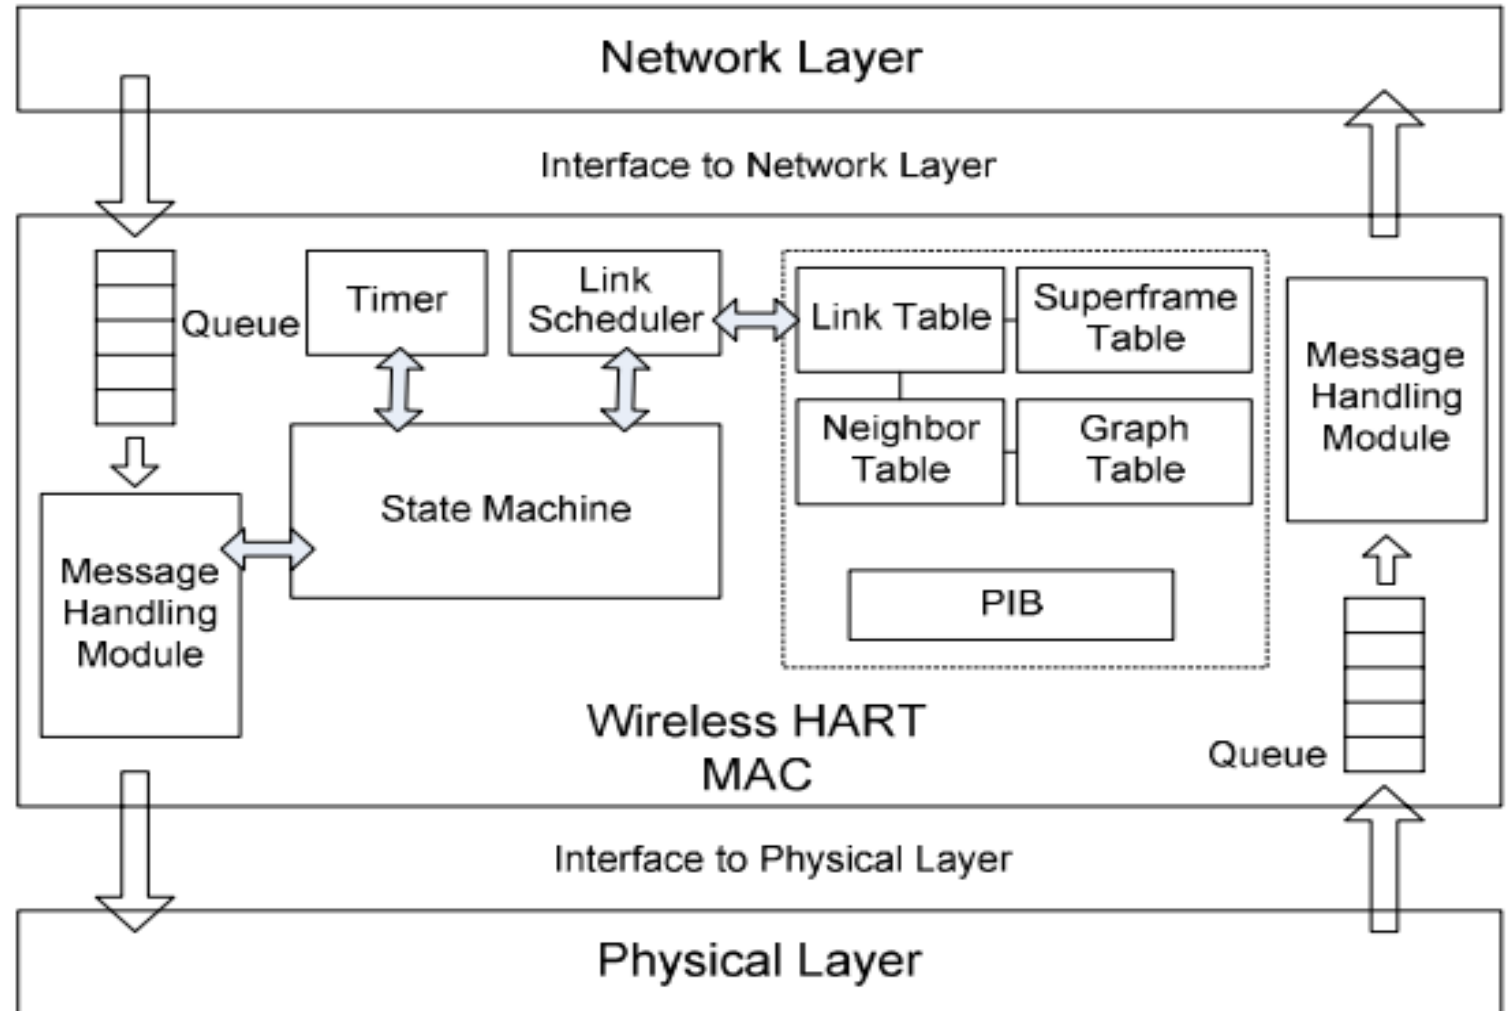 Network Layer
Interface to Network Layer
Queue
Timer
Link
Scheduler
Link Table
Superframe
Table
Neighbor
Table
Graph
Table
PIB
State Machine
Message
Handling
Module
Message
Handling
Module
Queue
Wireless HART
MAC
Interface to Physical Layer
Physical Layer